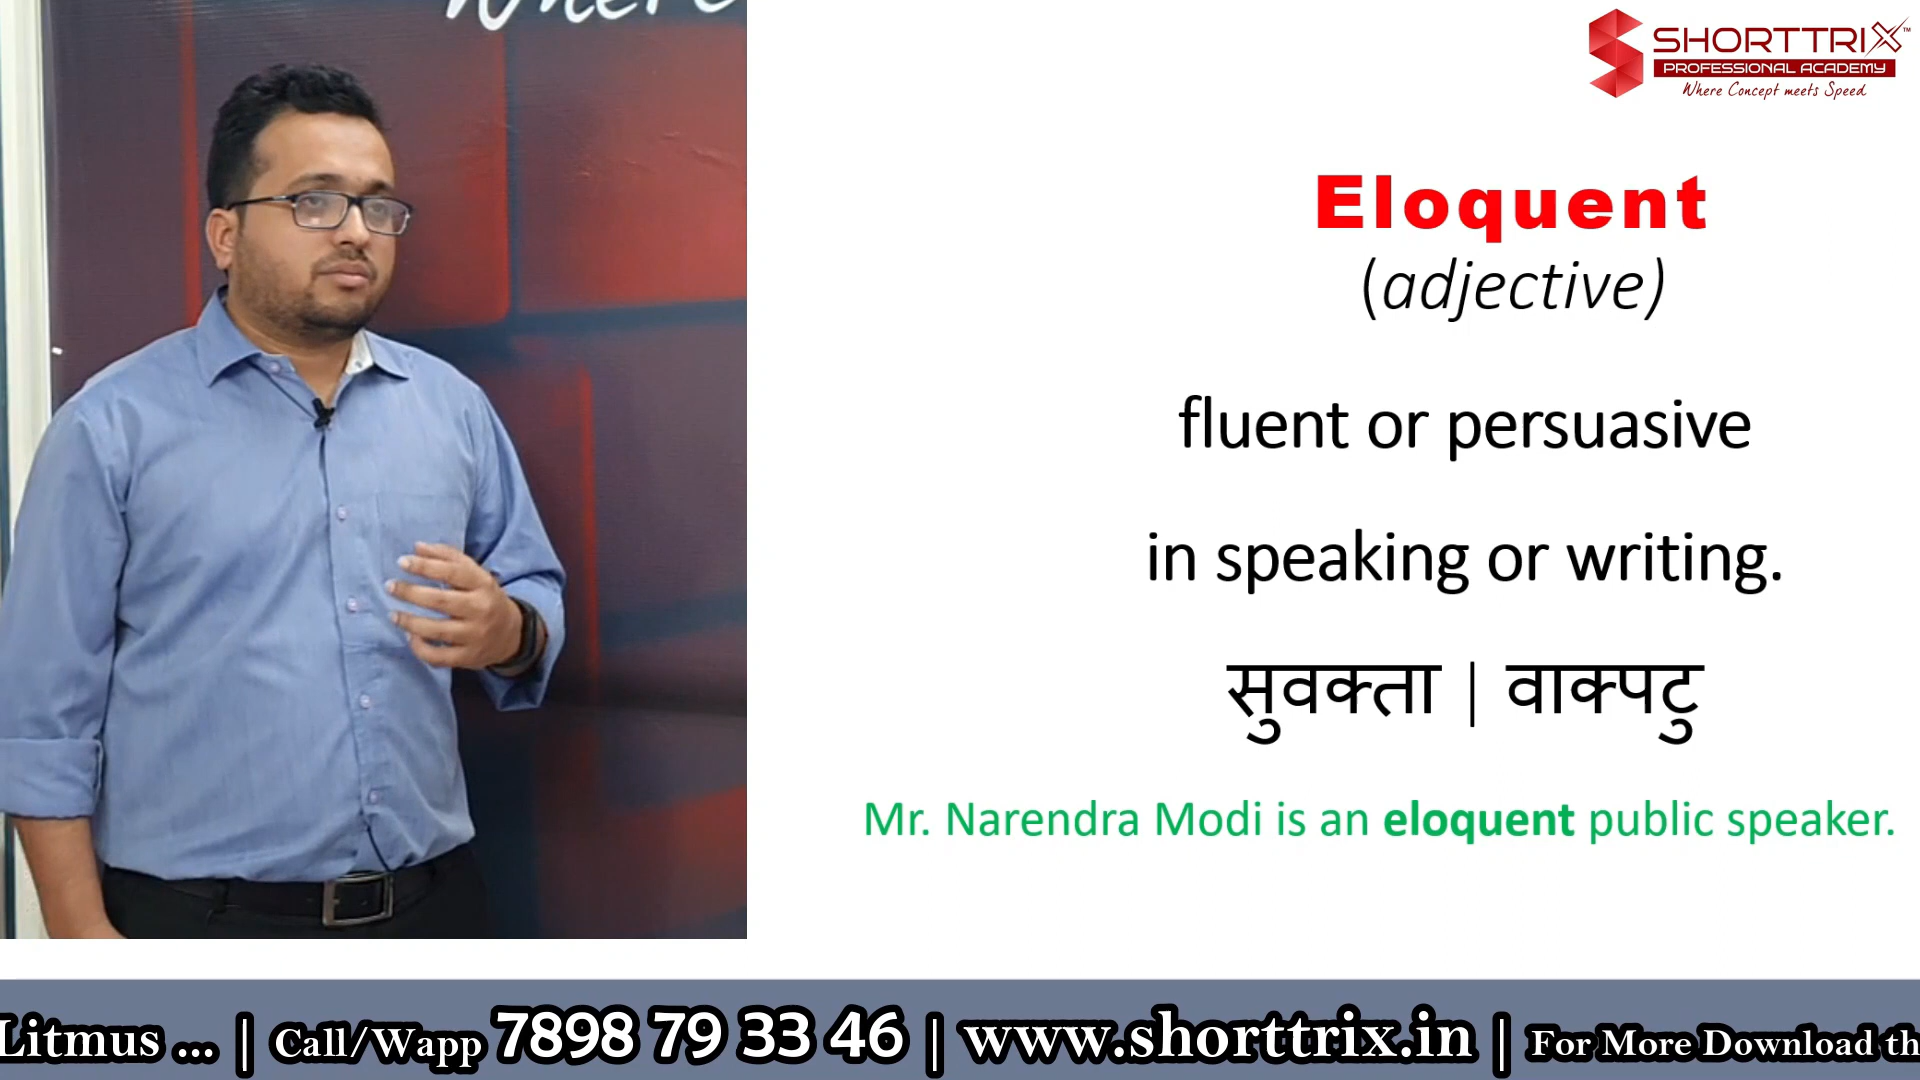 SHORTTRIX™
PROFESSIONAL ACADEMY
Where Concept meets Speed
Eloquent
(adjective)
fluent or persuasive
in speaking or writing.
सुवक्ता | वाक्पटु
Mr. Narendra Modi is an eloquent public speaker.
Litmus ... | Call/Wapp 7898 79 33 46 | www.shorttrix.in | For More Download th